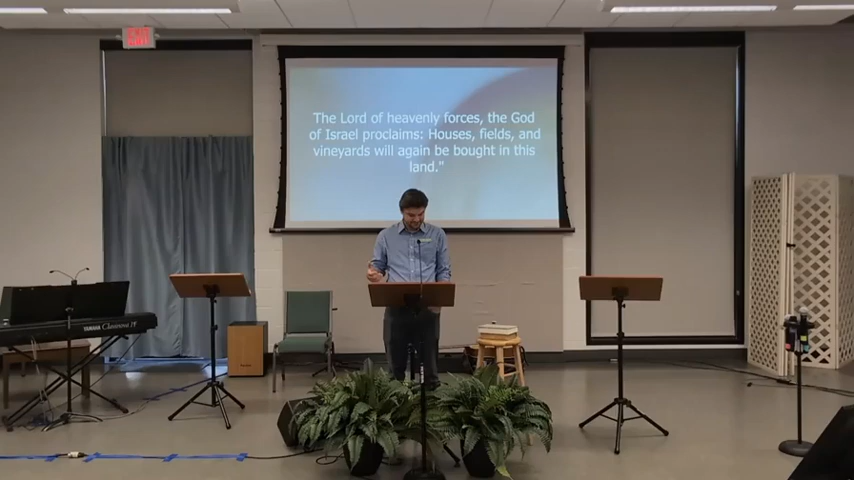 EXIT
The Lord of heavenly forces, the God
of Israel proclaims: Houses, fields, and
vineyards will again be bought in this
land."
YAMAHA Clavinova